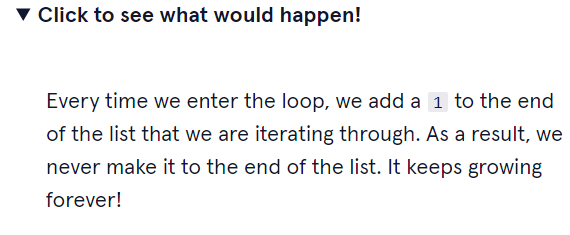 ▼ Click to see what would happen!
Every time we enter the loop, we add a 1 to the end
of the list that we are iterating through. As a result, we
never make it to the end of the list. It keeps growing
forever!